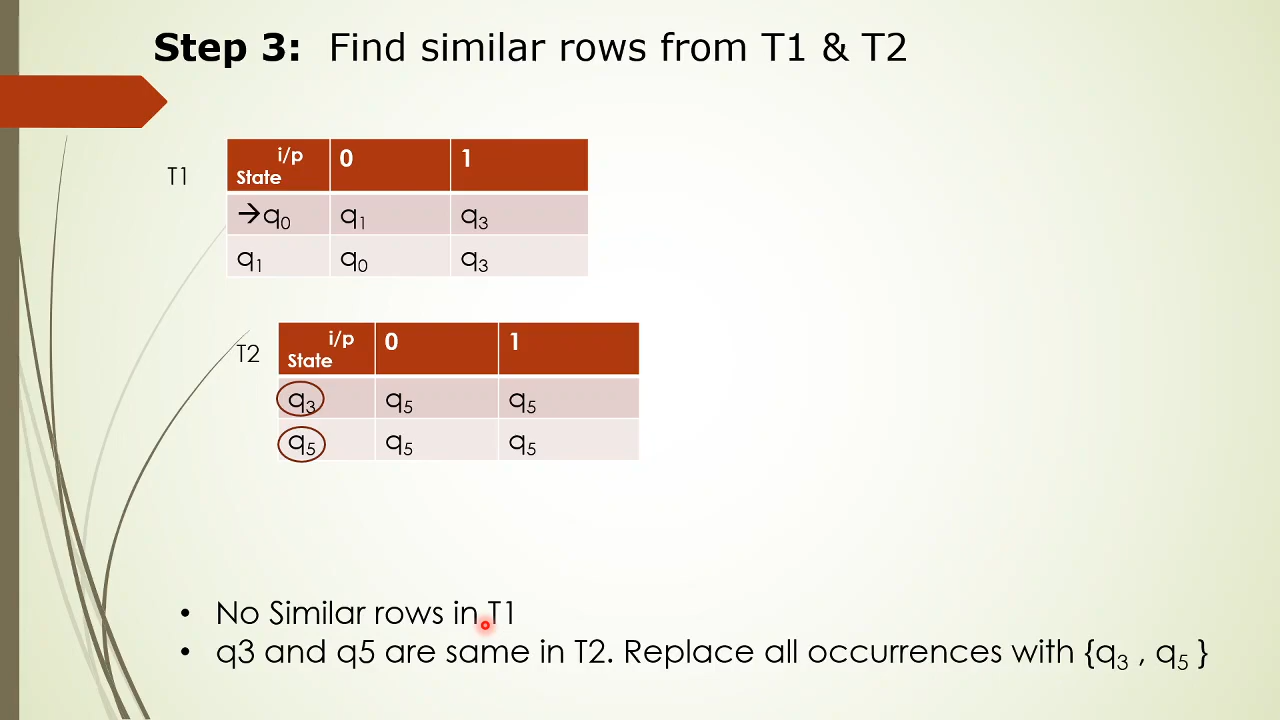 Step 3: Find similar rows from T1 & T2
T1
i/p
State 0 1
→q₀ q₁ q₃
q₁ q₀ q₃
T2
i/p
State 0 1
q₃ q₅ q₅
q₅ q₅ q₅
• No Similar rows in T1
• q3 and q5 are same in T2. Replace all occurrences with {q₃ , q₅ }